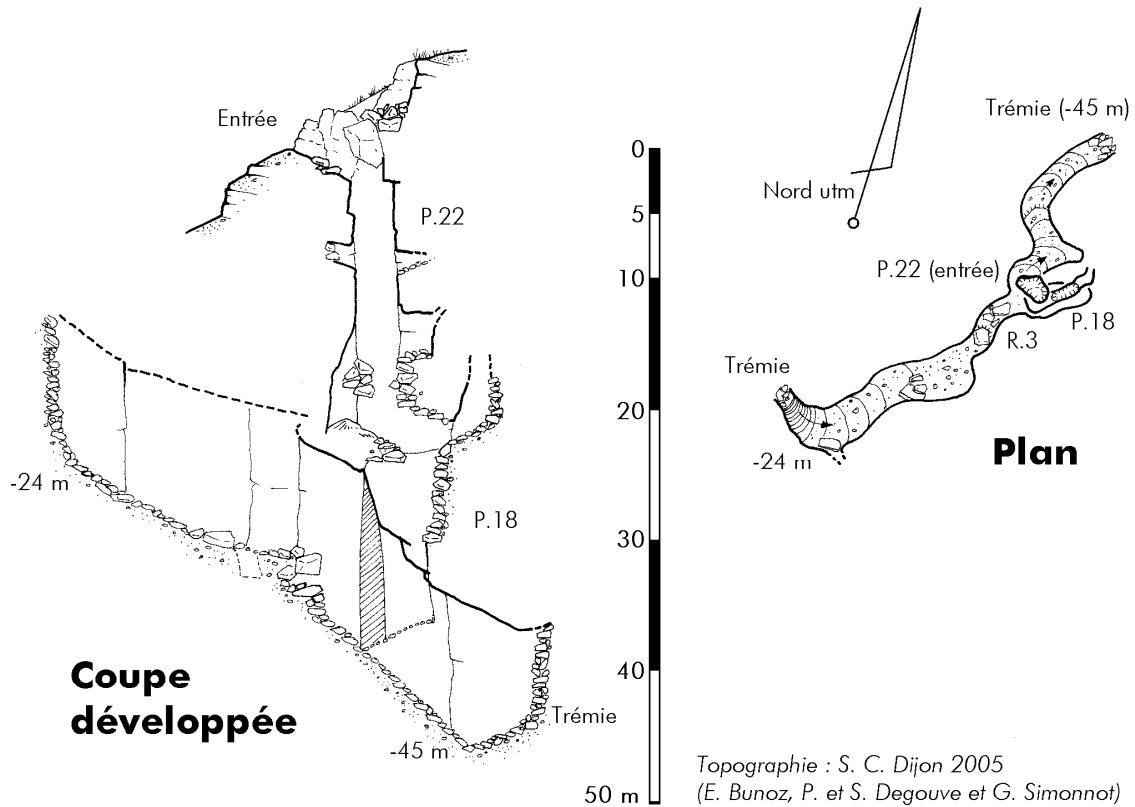 Entrée
P.22
-24 m
P.18
Trémie
-45 m
Coupe
développée
0
5
10
20
30
40
50 m
Nord utm
Trémie (-45 m)
P.22 (entrée)
P.18
R.3
Trémie
-24 m
Plan
Topographie : S. C. Dijon 2005
(E. Bunoz, P. et S. Degouve et G. Simonnot)